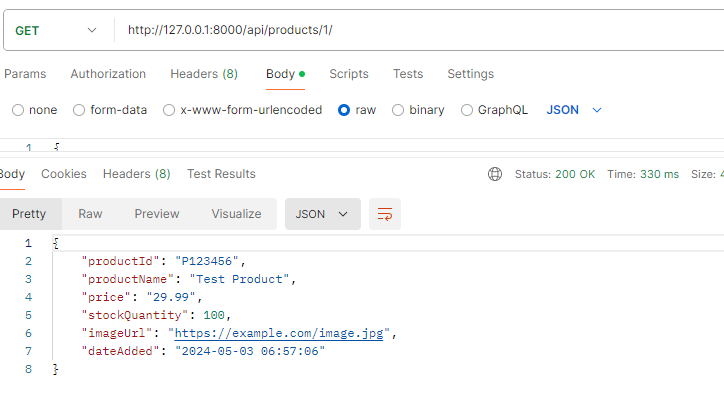 GET http://127.0.0.1:8000/api/products/1/
Params Authorization Headers (8) Body Scripts Tests Settings
none form-data x-www-form-urlencoded raw binary GraphQL JSON
1 {
Body Cookies Headers (8) Test Results Status: 200 OK Time: 330 ms Size:
Pretty Raw Preview Visualize JSON
1 {
2 "productId": "P123456",
3 "productName": "Test Product",
4 "price": "29.99",
5 "stockQuantity": 100,
6 "imageUrl": "https://example.com/image.jpg",
7 "dateAdded": "2024-05-03 06:57:06"
8 }